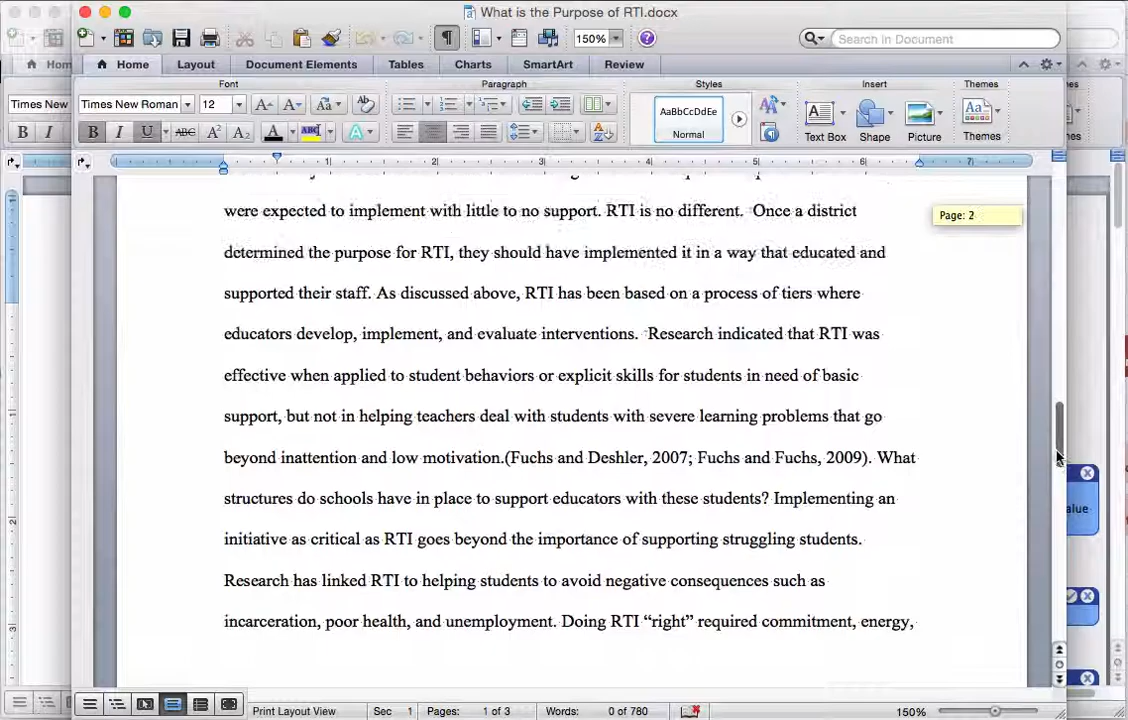 What is the Purpose of RTI.docx
150%
Search in Document
Hom
Home Layout Document Elements Tables Charts SmartArt Review
Font Paragraph Styles Insert Themes
Times New Times New Roman 12
AaBbCcDdEe
Normal
Text Box Shape Picture Themes
B I B I U ABC A² A₂
Page: 2
were expected to implement with little to no support. RTI is no different. Once a district
determined the purpose for RTI, they should have implemented it in a way that educated and
supported their staff. As discussed above, RTI has been based on a process of tiers where
educators develop, implement, and evaluate interventions. Research indicated that RTI was
effective when applied to student behaviors or explicit skills for students in need of basic
support, but not in helping teachers deal with students with severe learning problems that go
beyond inattention and low motivation.(Fuchs and Deshler, 2007; Fuchs and Fuchs, 2009). What
structures do schools have in place to support educators with these students? Implementing an
alue
initiative as critical as RTI goes beyond the importance of supporting struggling students.
Research has linked RTI to helping students to avoid negative consequences such as
incarceration, poor health, and unemployment. Doing RTI “right” required commitment, energy,
Print Layout View Sec 1 Pages: 1 of 3 Words: 0 of 780 150%